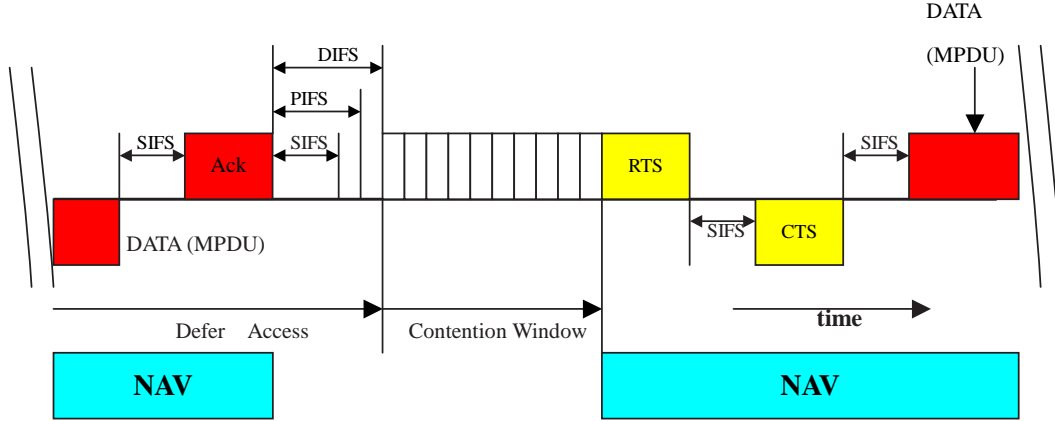 DATA
(MPDU)
DIFS
PIFS
SIFS
Ack
SIFS
RTS
SIFS
DATA (MPDU)
SIFS
CTS
Defer Access
Contention Window
time
NAV
NAV